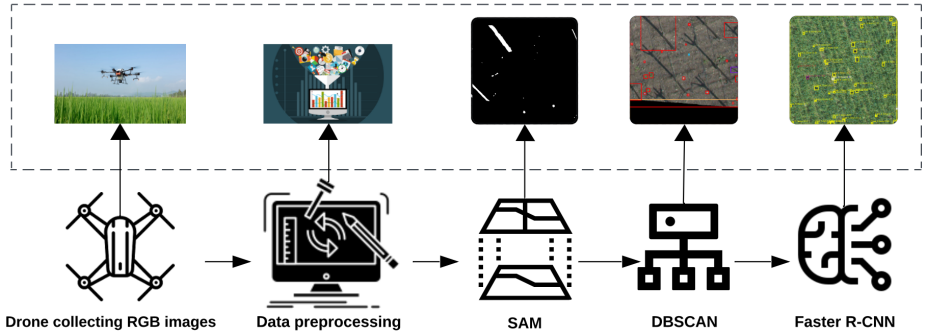 Drone collecting RGB images
Data preprocessing
SAM
DBSCAN
Faster R-CNN